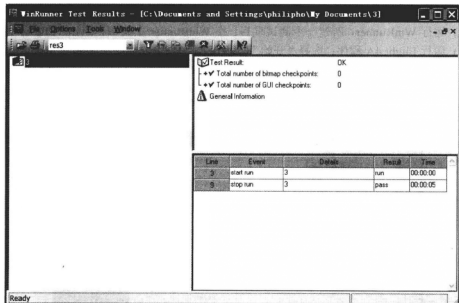 WinRunner Test Results - [C:\Documents and Settings\philipho\My Documents\3]
File Options Tools Window
res3
3
Test Result: OK
Total number of bitmap checkpoints: 0
Total number of GUI checkpoints: 0
General Information
Line Event Details Result Time
3 start run 3 run 00:00:00
9 stop run 3 pass 00:00:05
Ready